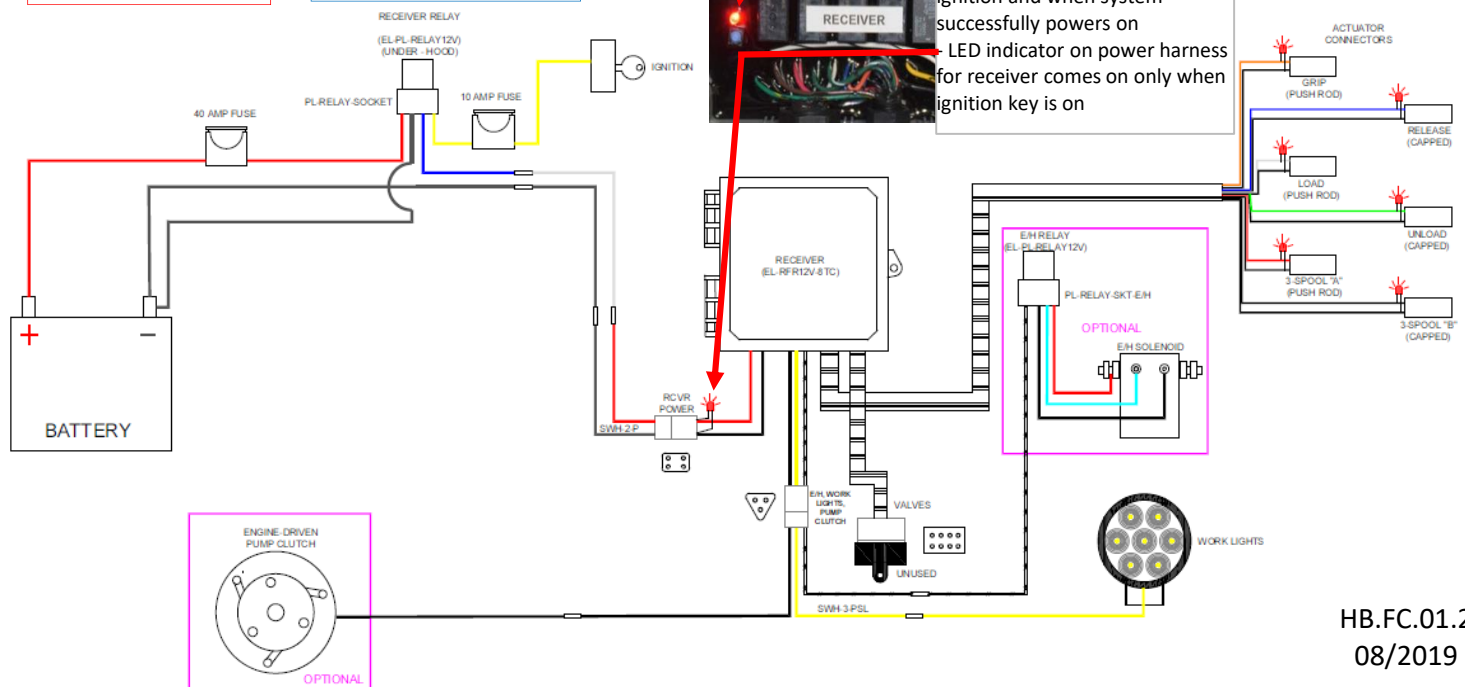 RECEIVER RELAY
(EL-PL-RELAY12V)
(UNDER - HOOD)
PL-RELAY-SOCKET
10 AMP FUSE
IGNITION
40 AMP FUSE
RECEIVER
ignition and when system
successfully powers on
- LED indicator on power harness
for receiver comes on only when
ignition key is on
ACTUATOR
CONNECTORS
GRIP
(PUSH ROD)
RELEASE
(CAPPED)
LOAD
(PUSH ROD)
UNLOAD
(CAPPED)
3-SPOOL "A"
(PUSH ROD)
3-SPOOL "B"
(CAPPED)
RECEIVER
(EL-RFR12V-8TC)
E/H RELAY
(EL-PL-RELAY12V)
PL-RELAY-SKT-E/H
OPTIONAL
E/H SOLENOID
+
−
BATTERY
RCVR
POWER
SWH-2-P
E/H, WORK
LIGHTS,
PUMP
CLUTCH
VALVES
UNUSED
WORK LIGHTS
SWH-3-PSL
ENGINE-DRIVEN
PUMP CLUTCH
OPTIONAL
HB.FC.01.2
08/2019